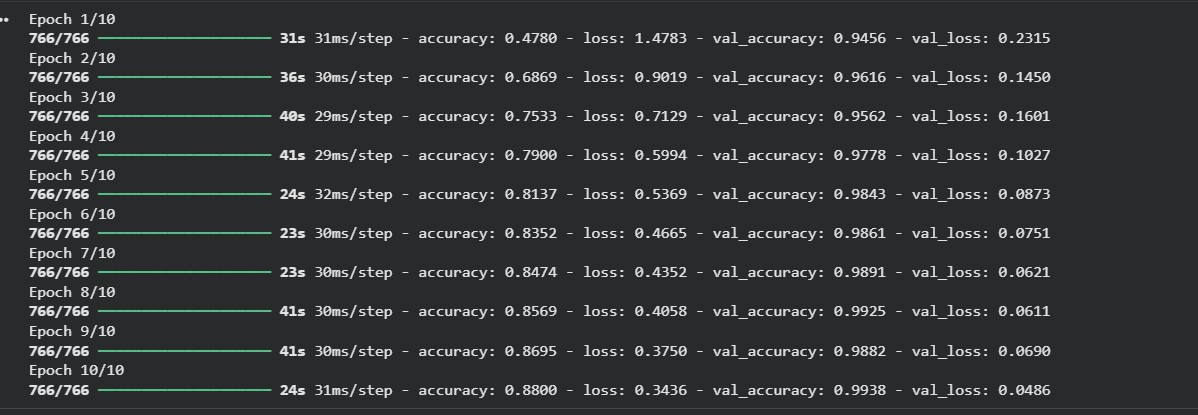 Epoch 1/10
766/766 31s 31ms/step - accuracy: 0.4780 - loss: 1.4783 - val_accuracy: 0.9456 - val_loss: 0.2315
Epoch 2/10
766/766 36s 30ms/step - accuracy: 0.6869 - loss: 0.9019 - val_accuracy: 0.9616 - val_loss: 0.1450
Epoch 3/10
766/766 40s 29ms/step - accuracy: 0.7533 - loss: 0.7129 - val_accuracy: 0.9562 - val_loss: 0.1601
Epoch 4/10
766/766 41s 29ms/step - accuracy: 0.7900 - loss: 0.5994 - val_accuracy: 0.9778 - val_loss: 0.1027
Epoch 5/10
766/766 24s 32ms/step - accuracy: 0.8137 - loss: 0.5369 - val_accuracy: 0.9843 - val_loss: 0.0873
Epoch 6/10
766/766 23s 30ms/step - accuracy: 0.8352 - loss: 0.4665 - val_accuracy: 0.9861 - val_loss: 0.0751
Epoch 7/10
766/766 23s 30ms/step - accuracy: 0.8474 - loss: 0.4352 - val_accuracy: 0.9891 - val_loss: 0.0621
Epoch 8/10
766/766 41s 30ms/step - accuracy: 0.8569 - loss: 0.4058 - val_accuracy: 0.9925 - val_loss: 0.0611
Epoch 9/10
766/766 41s 30ms/step - accuracy: 0.8695 - loss: 0.3750 - val_accuracy: 0.9882 - val_loss: 0.0690
Epoch 10/10
766/766 24s 31ms/step - accuracy: 0.8800 - loss: 0.3436 - val_accuracy: 0.9938 - val_loss: 0.0486